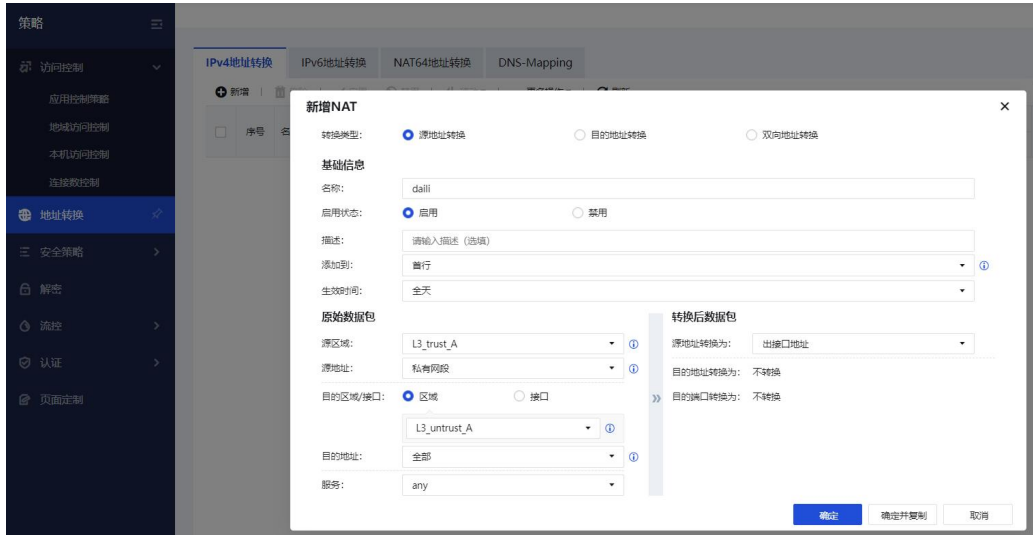 策略
访问控制
应用控制策略
地域访问控制
本机访问控制
连接数控制
地址转换
安全策略
解密
流控
认证
页面定制
IPv4地址转换 IPv6地址转换 NAT64地址转换 DNS-Mapping
新增
序号 名
新增NAT
转换类型: 源地址转换 目的地址转换 双向地址转换
基础信息
名称: daili
启用状态: 启用 禁用
描述: 请输入描述（选填）
添加到: 首行
生效时间: 全天
原始数据包 转换后数据包
源区域: L3_trust_A 源地址转换为: 出接口地址
源地址: 私有网段 目的地址转换为: 不转换
目的区域/接口: 区域 接口 目的端口转换为: 不转换
L3_untrust_A
目的地址: 全部
服务: any
确定 确定并复制 取消